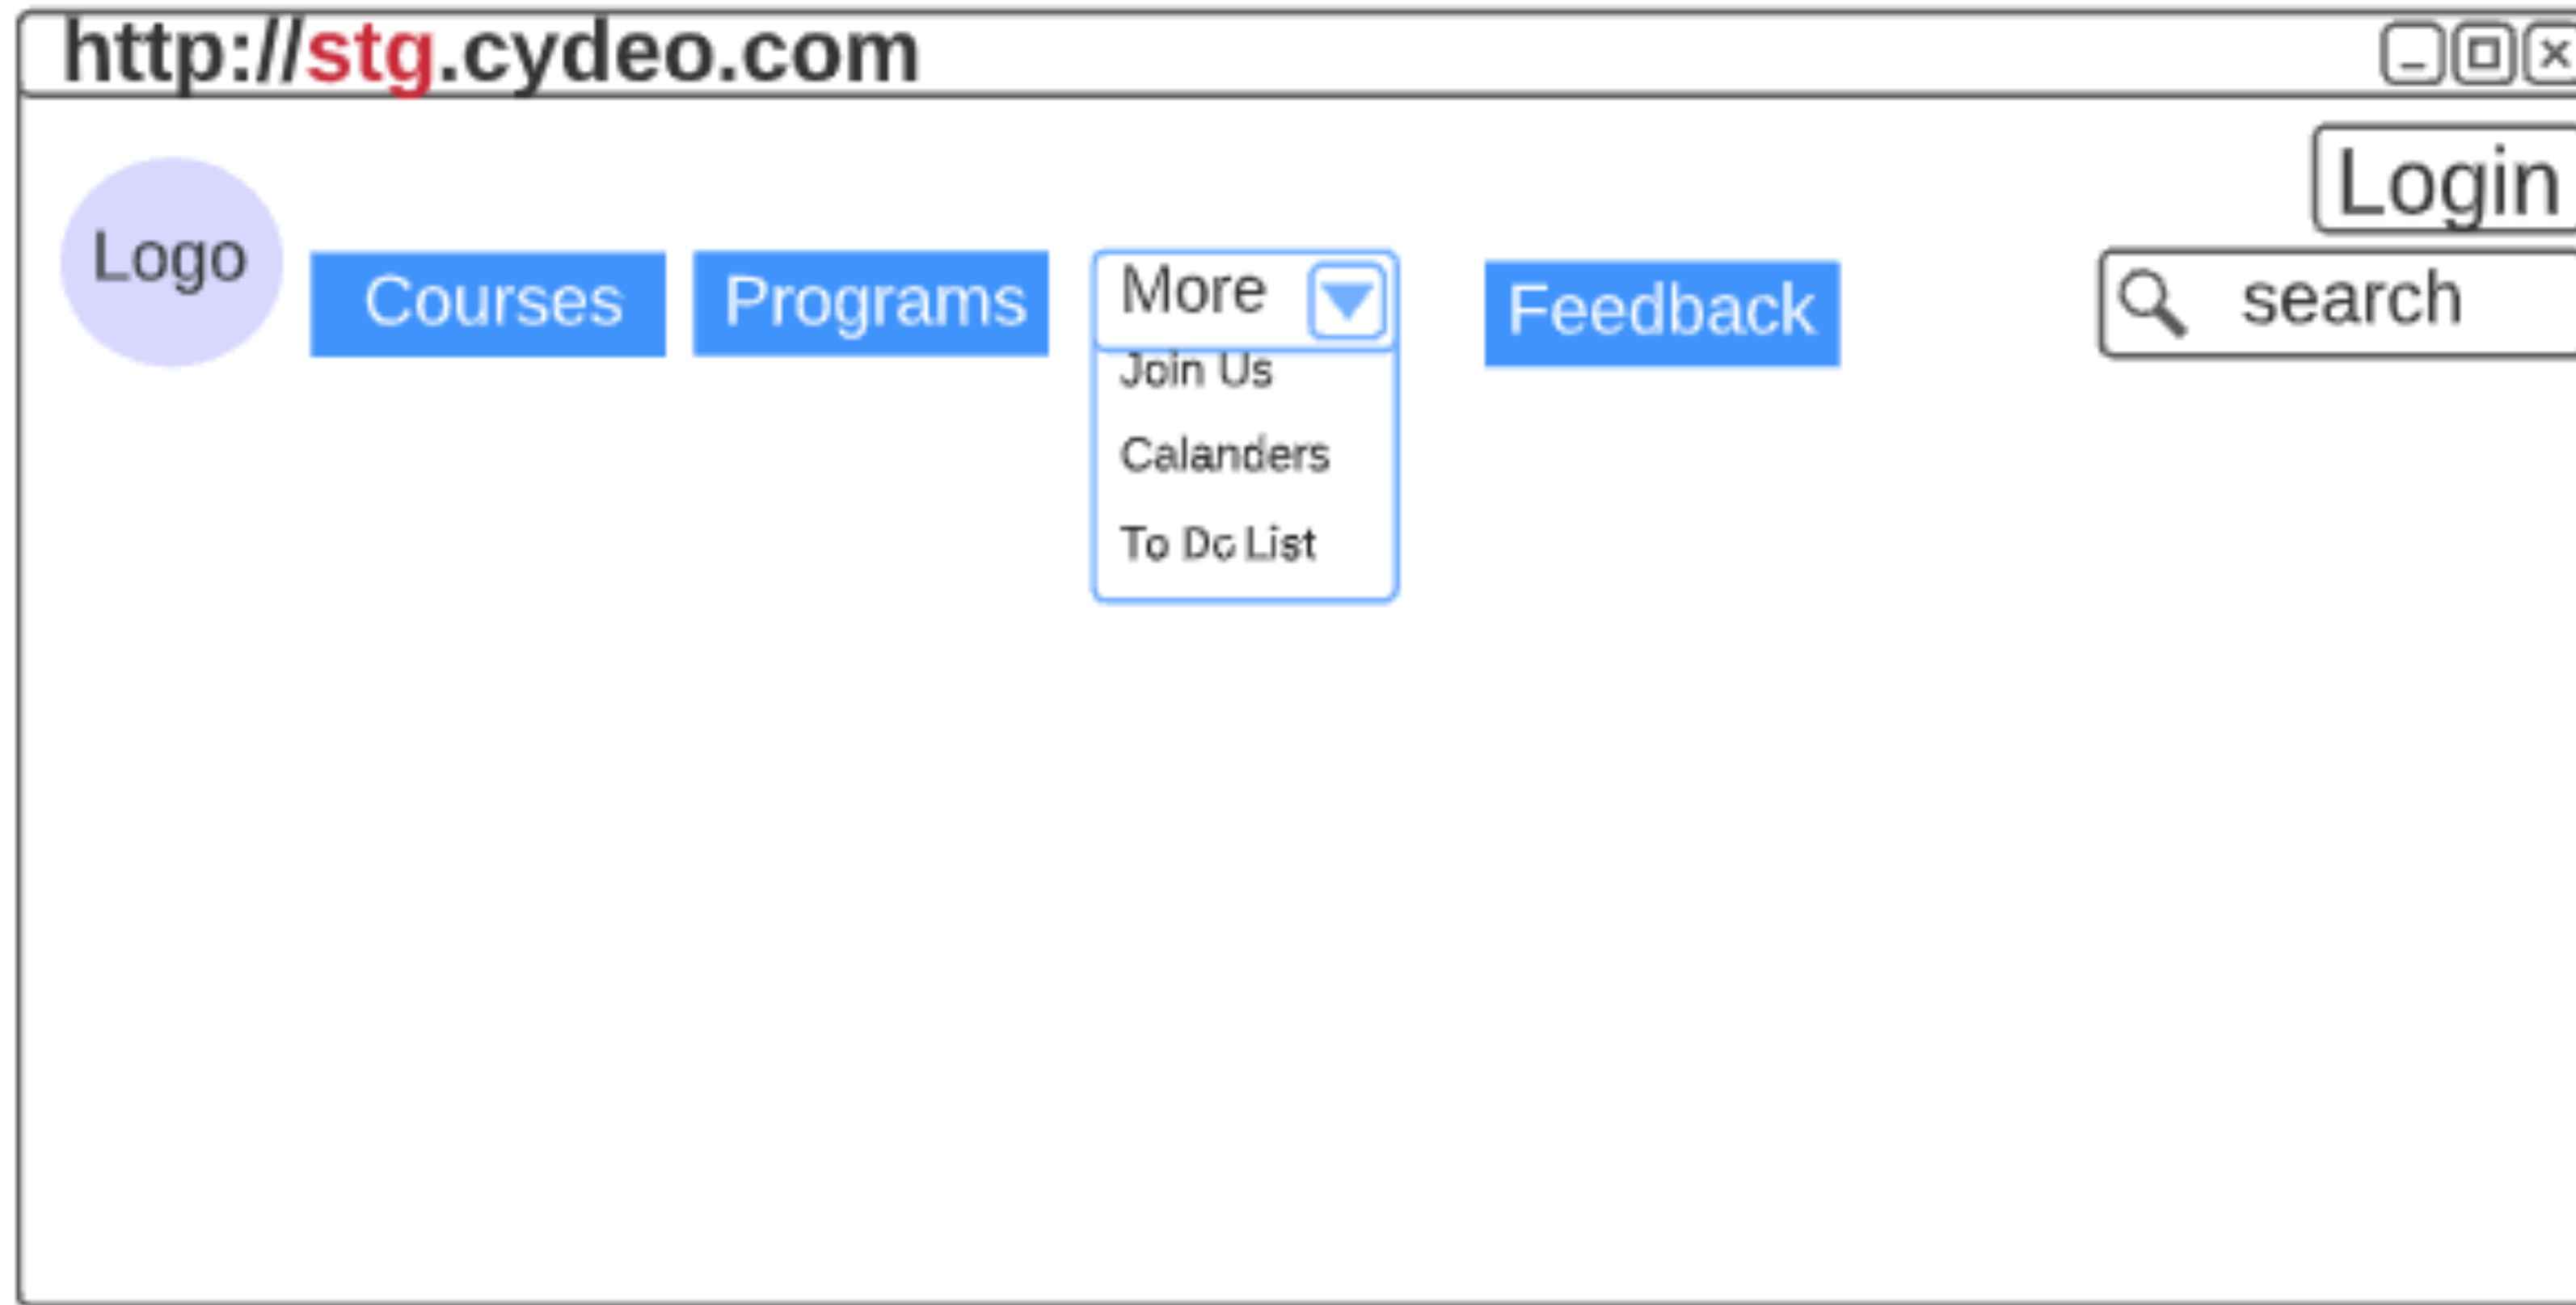 http://stg.cydeo.com
Login
Logo
Courses
Programs
More
Feedback
search
Join Us
Calanders
To Do List